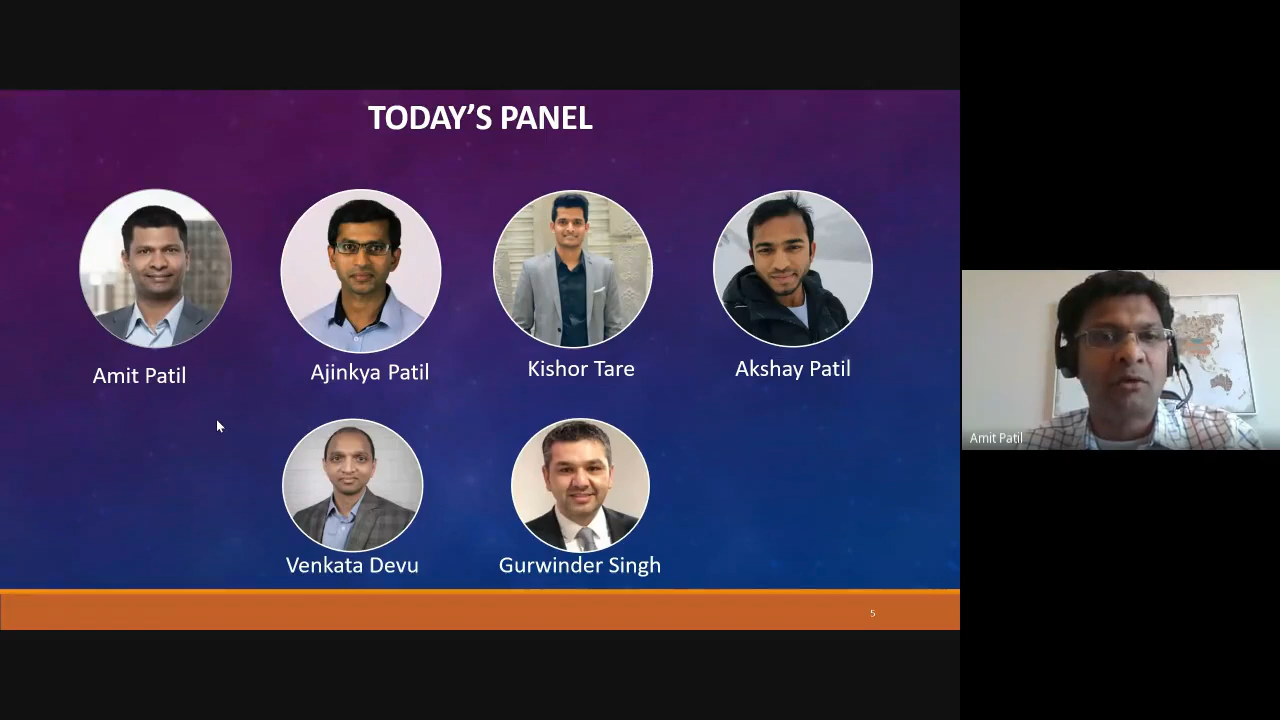 TODAY'S PANEL
Amit Patil
Ajinkya Patil
Kishor Tare
Akshay Patil
Venkata Devu
Gurwinder Singh
5
Amit Patil